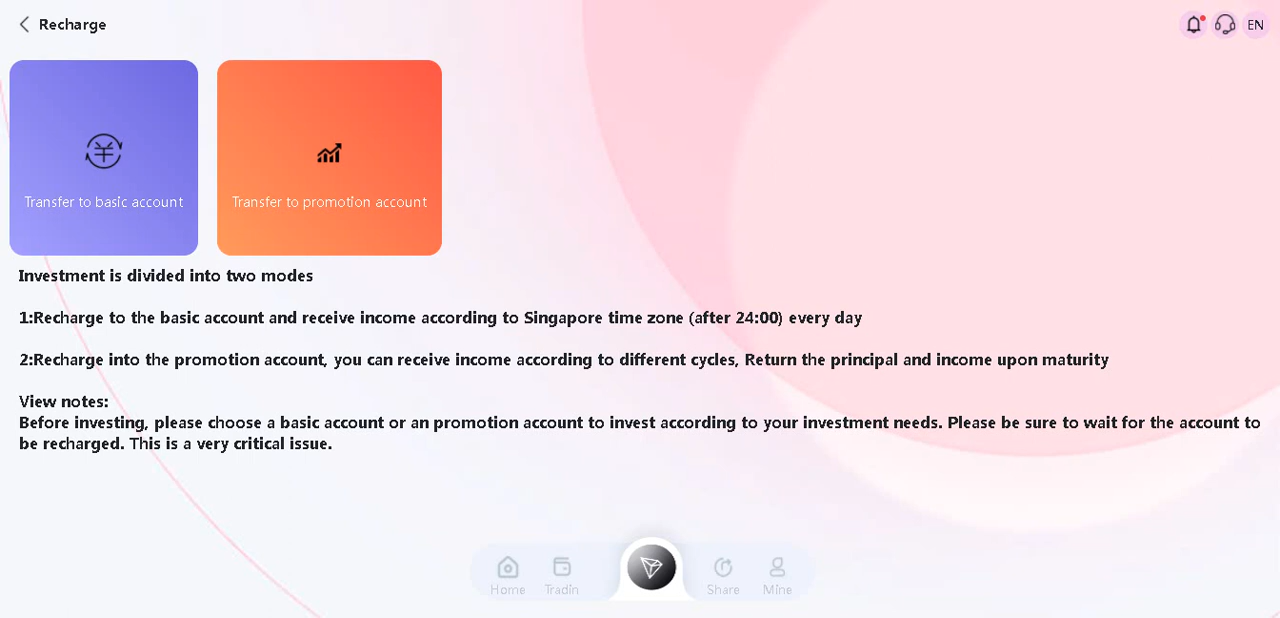 Recharge
EN
Transfer to basic account
Transfer to promotion account
Investment is divided into two modes
1:Recharge to the basic account and receive income according to Singapore time zone (after 24:00) every day
2:Recharge into the promotion account, you can receive income according to different cycles, Return the principal and income upon maturity
View notes:
Before investing, please choose a basic account or an promotion account to invest according to your investment needs. Please be sure to wait for the account to
be recharged. This is a very critical issue.
Home
Tradin
Share
Mine